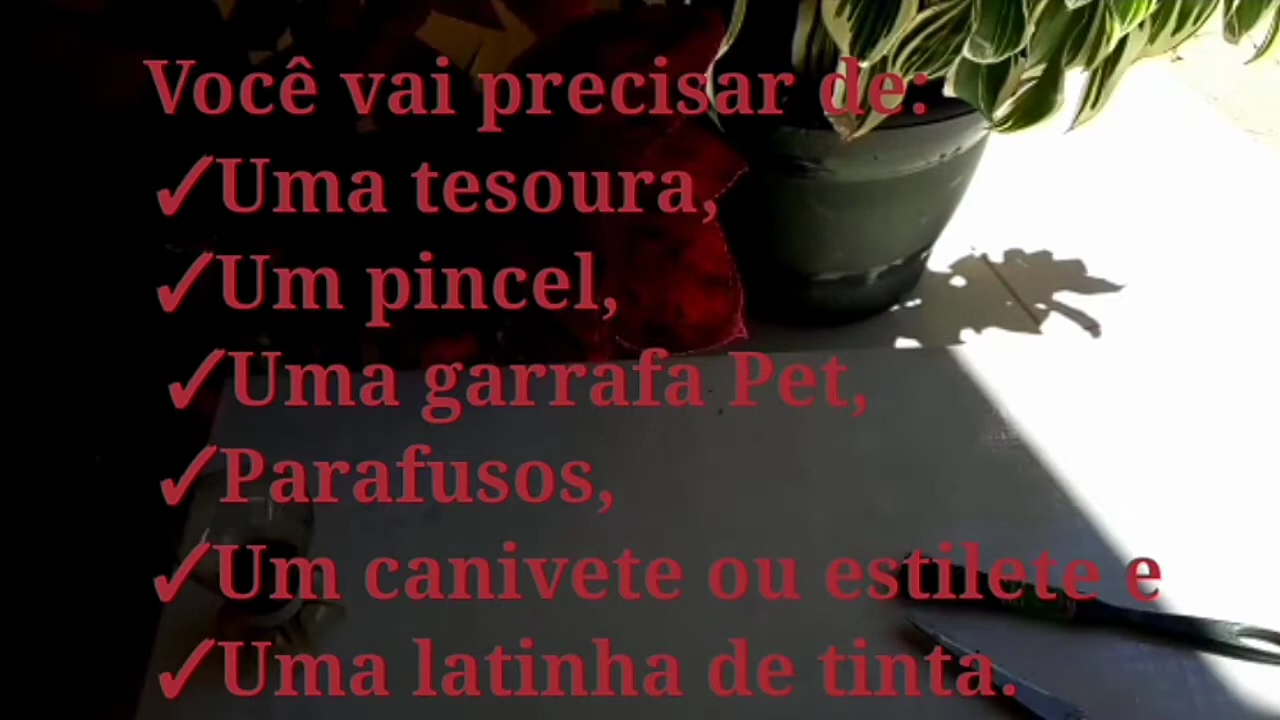 Você vai precisar de:
✓Uma tesoura,
✓Um pincel,
✓Uma garrafa Pet,
✓Parafusos,
✓Um canivete ou estilete e
✓Uma latinha de tinta.